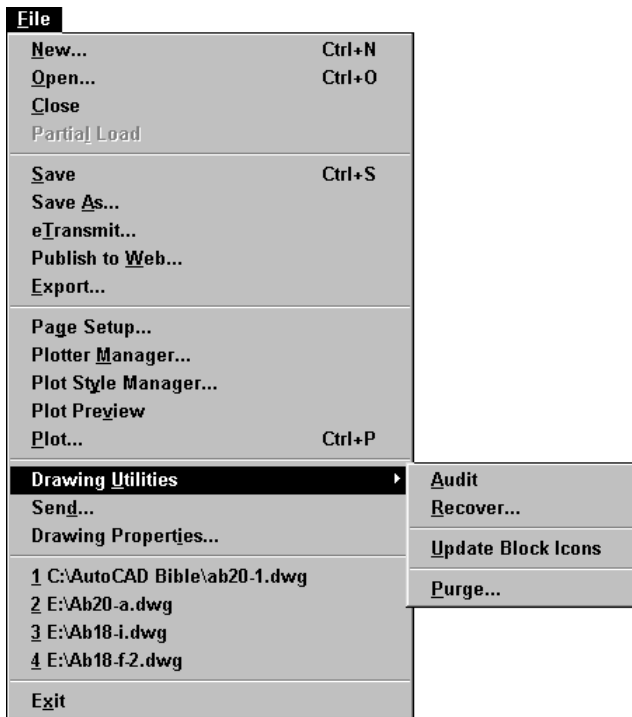 File
New... Ctrl+N
Open... Ctrl+O
Close
Partial Load
Save Ctrl+S
Save As...
eTransmit...
Publish to Web...
Export...
Page Setup...
Plotter Manager...
Plot Style Manager...
Plot Preview
Plot... Ctrl+P
Drawing Utilities
Send...
Drawing Properties...
1 C:\AutoCAD Bible\ab20-1.dwg
2 E:\Ab20-a.dwg
3 E:\Ab18-i.dwg
4 E:\Ab18-f-2.dwg
Exit
Audit
Recover...
Update Block Icons
Purge...